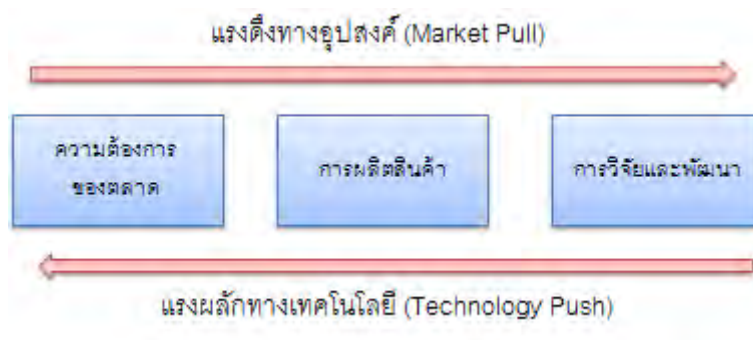 แรงดึงทางอุปสงค์ (Market Pull)
ความต้องการ
ของตลาด
การผลิตสินค้า
การวิจัยและพัฒนา
แรงผลักทางเทคโนโลยี (Technology Push)